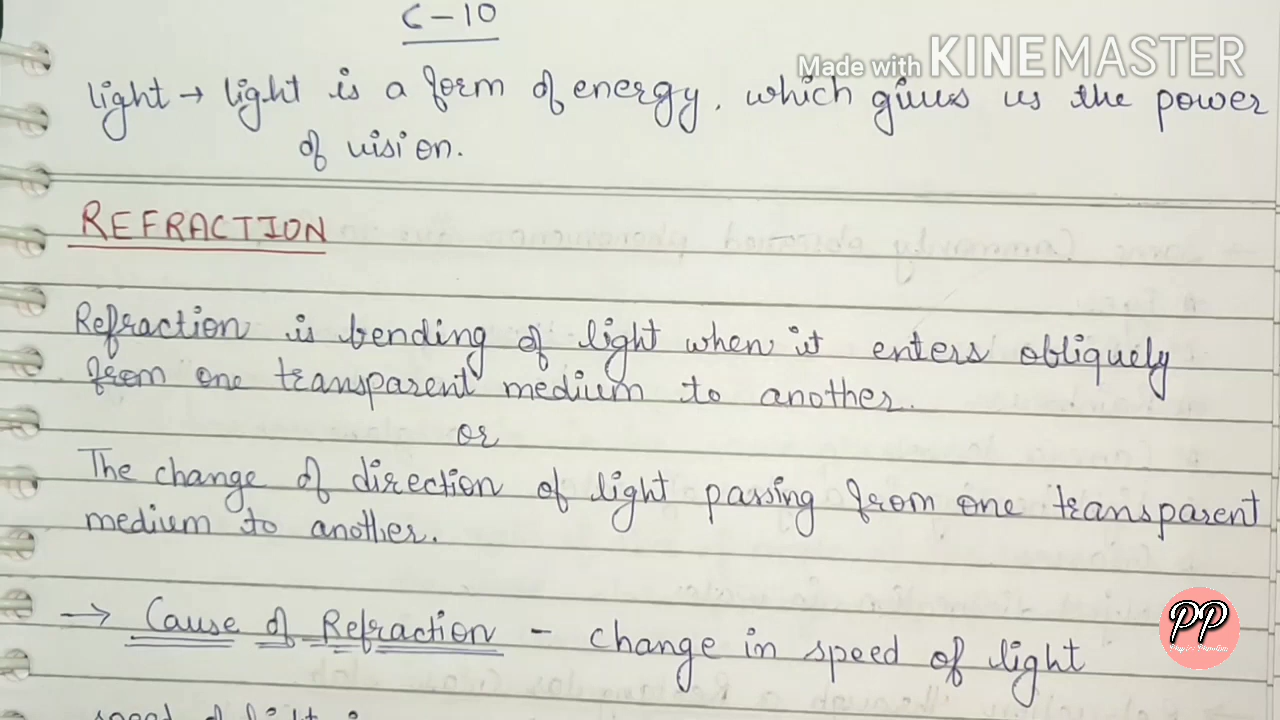 C-10
Made with KINEMASTER
light → light is a form of energy, which gives us the power
of vision.
REFRACTION
Refraction is bending of light when it enters obliquely
from one transparent medium to another.
or
The change of direction of light passing from one transparent
medium to another.
→ Cause of Refraction - change in speed of light
PP